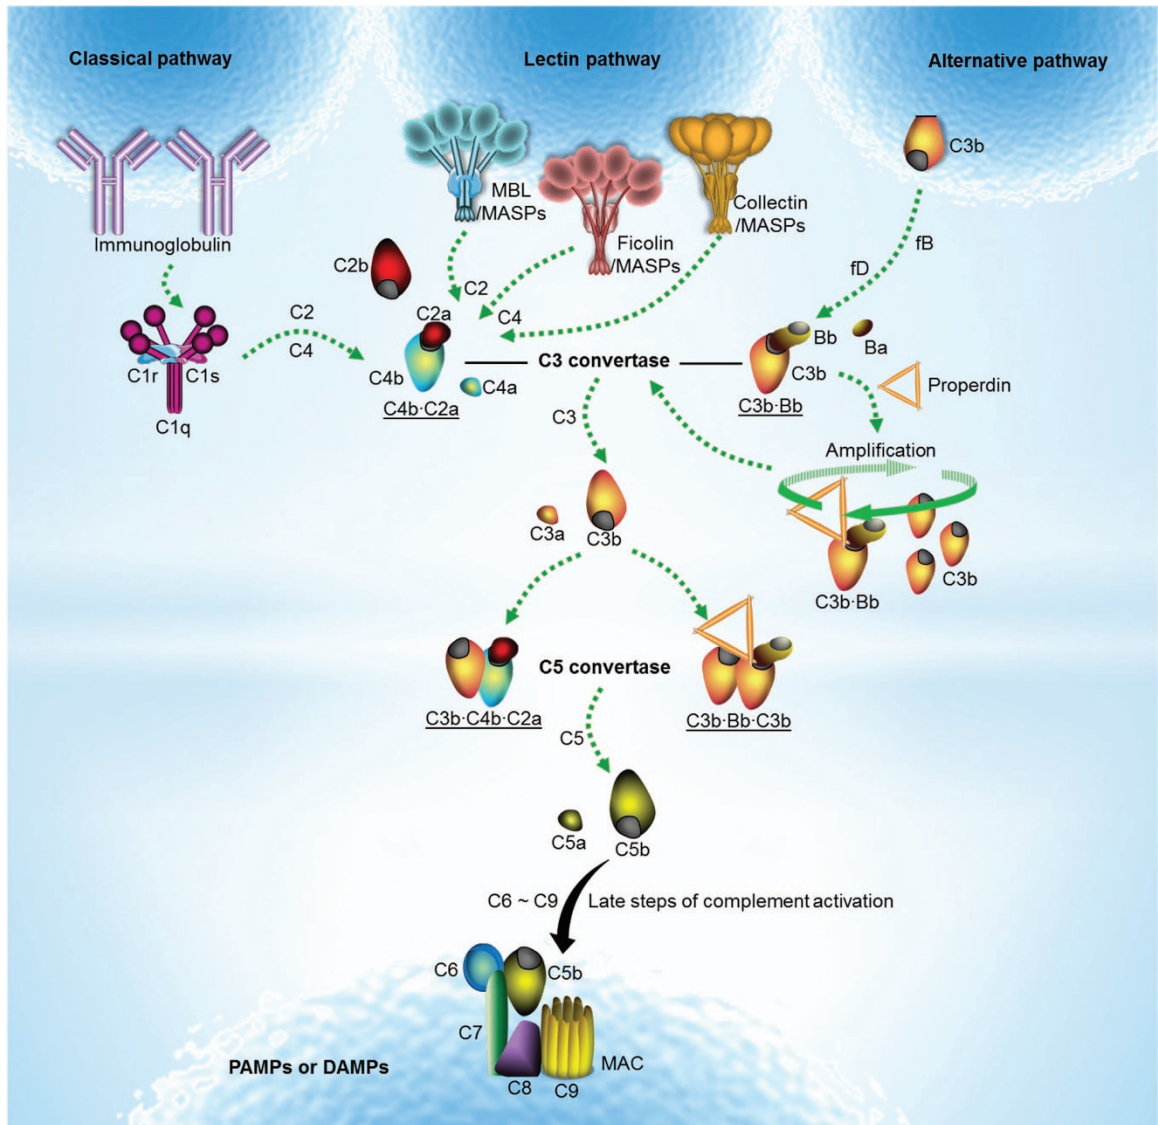 Classical pathway
Lectin pathway
Alternative pathway
C3b
MBL
/MASPs
Collectin
/MASPs
Immunoglobulin
Ficolin
/MASPs
fB
fD
C2b
C2
C2a
C4
C2
C4
C1r
C1s
C1q
C4b
C4a
C4b·C2a
C3 convertase
Bb
Ba
C3b
C3b·Bb
Properdin
C3
Amplification
C3a
C3b
C3b
C3b·Bb
C5 convertase
C3b·C4b·C2a
C3b·Bb·C3b
C5
C5a
C5b
C6 ~ C9
Late steps of complement activation
C6
C5b
C7
MAC
C8
C9
PAMPs or DAMPs